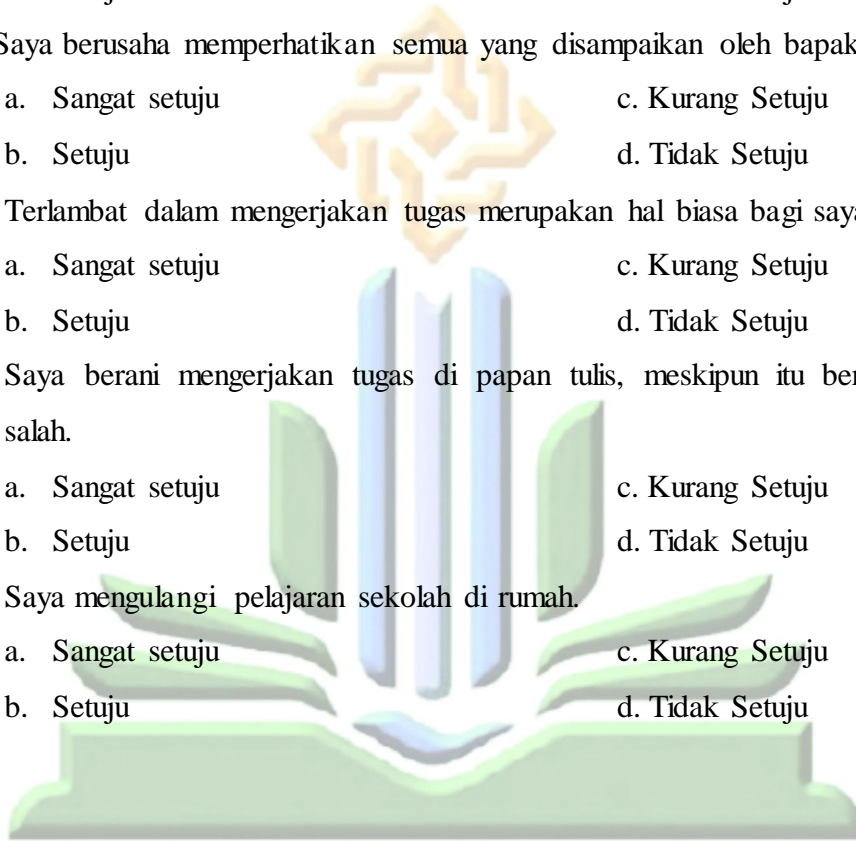 Saya berusaha memperhatikan semua yang disampaikan oleh bapak
a. Sangat setuju c. Kurang Setuju
b. Setuju d. Tidak Setuju
Terlambat dalam mengerjakan tugas merupakan hal biasa bagi saya
a. Sangat setuju c. Kurang Setuju
b. Setuju d. Tidak Setuju
Saya berani mengerjakan tugas di papan tulis, meskipun itu ber
salah.
a. Sangat setuju c. Kurang Setuju
b. Setuju d. Tidak Setuju
Saya mengulangi pelajaran sekolah di rumah.
a. Sangat setuju c. Kurang Setuju
b. Setuju d. Tidak Setuju